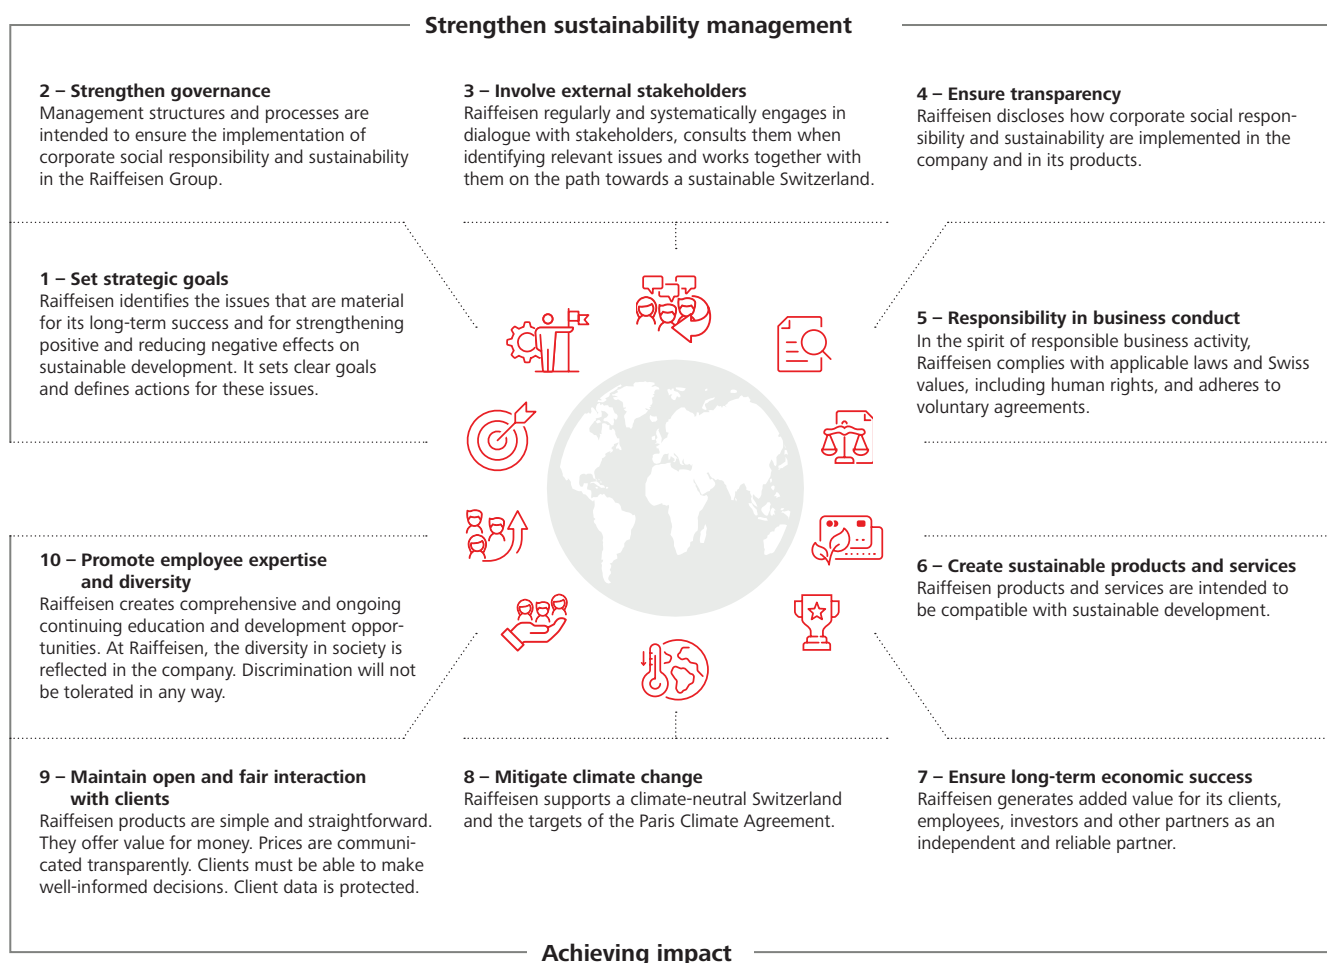 Strengthen sustainability management
2 – Strengthen governance
Management structures and processes are
intended to ensure the implementation of
corporate social responsibility and sustainability
in the Raiffeisen Group.
3 – Involve external stakeholders
Raiffeisen regularly and systematically engages in
dialogue with stakeholders, consults them when
identifying relevant issues and works together with
them on the path towards a sustainable Switzerland.
4 – Ensure transparency
Raiffeisen discloses how corporate social respon-
sibility and sustainability are implemented in the
company and in its products.
1 – Set strategic goals
Raiffeisen identifies the issues that are material
for its long-term success and for strengthening
positive and reducing negative effects on
sustainable development. It sets clear goals
and defines actions for these issues.
5 – Responsibility in business conduct
In the spirit of responsible business activity,
Raiffeisen complies with applicable laws and Swiss
values, including human rights, and adheres to
voluntary agreements.
10 – Promote employee expertise
and diversity
Raiffeisen creates comprehensive and ongoing
continuing education and development oppor-
tunities. At Raiffeisen, the diversity in society is
reflected in the company. Discrimination will not
be tolerated in any way.
6 – Create sustainable products and services
Raiffeisen products and services are intended to
be compatible with sustainable development.
9 – Maintain open and fair interaction
with clients
Raiffeisen products are simple and straightforward.
They offer value for money. Prices are communi-
cated transparently. Clients must be able to make
well-informed decisions. Client data is protected.
8 – Mitigate climate change
Raiffeisen supports a climate-neutral Switzerland
and the targets of the Paris Climate Agreement.
7 – Ensure long-term economic success
Raiffeisen generates added value for its clients,
employees, investors and other partners as an
independent and reliable partner.
Achieving impact